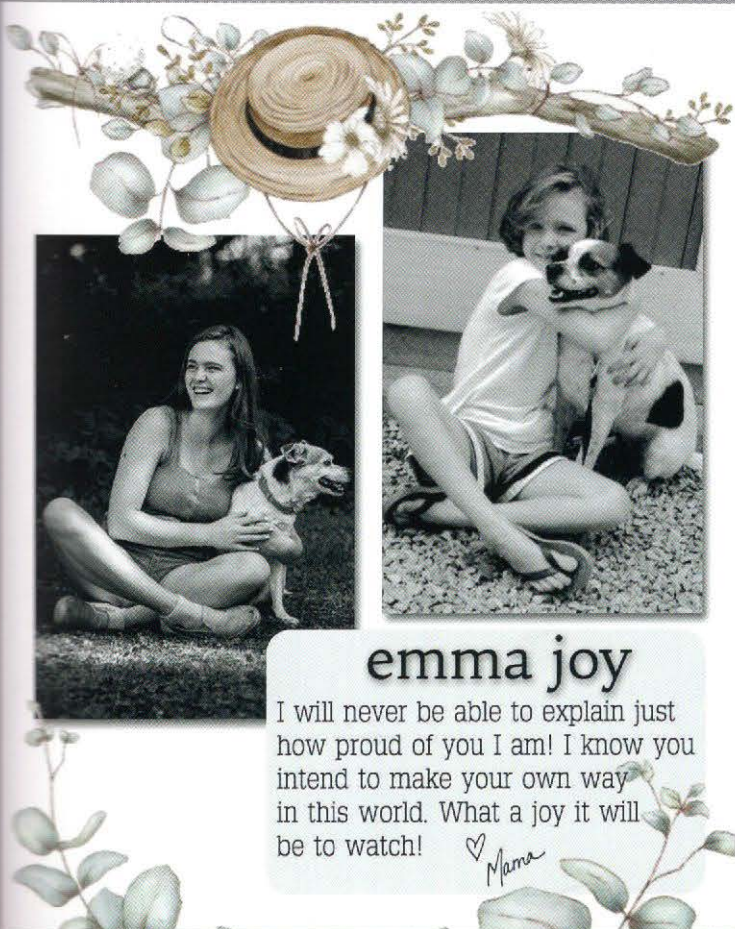 emma joy
I will never be able to explain just
how proud of you I am! I know you
intend to make your own way
in this world. What a joy it will
be to watch! ♡
Mama